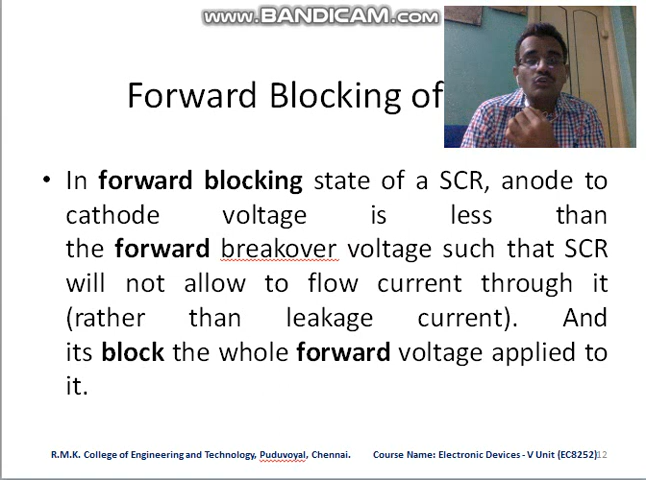 www.BANDICAM.com
Forward Blocking of
• In forward blocking state of a SCR, anode to
cathode voltage is less than
the forward breakover voltage such that SCR
will not allow to flow current through it
(rather than leakage current). And
its block the whole forward voltage applied to
it.
R.M.K. College of Engineering and Technology, Puduvoyal, Chennai. Course Name: Electronic Devices - V Unit (EC8252) 12